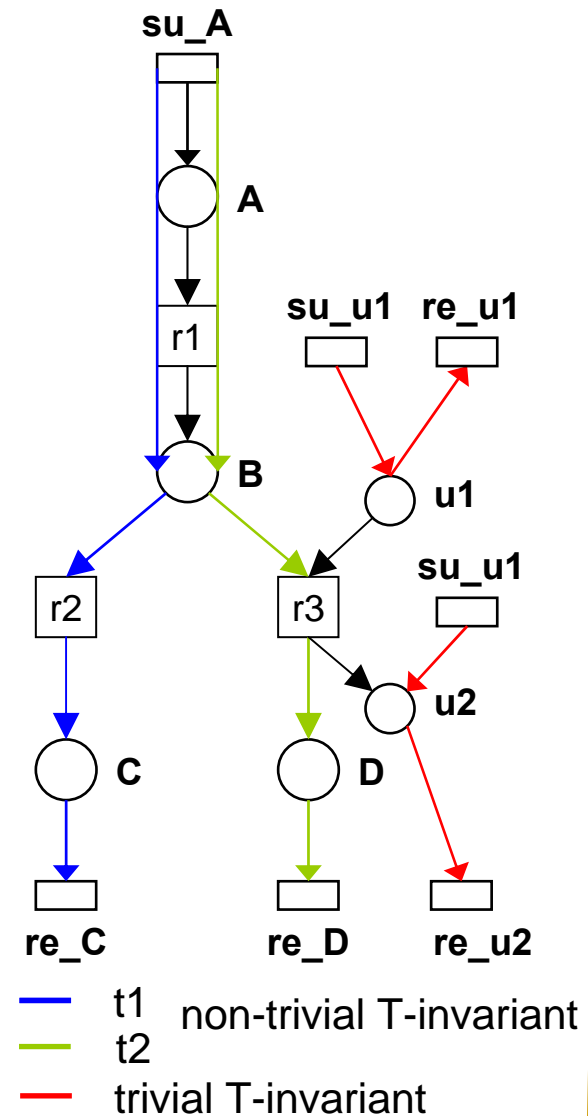 su_A
A
r1
su_u1 re_u1
B
u1
su_u1
r2
r3
u2
C
D
re_C
re_D
re_u2
t1 non-trivial T-invariant
t2
trivial T-invariant